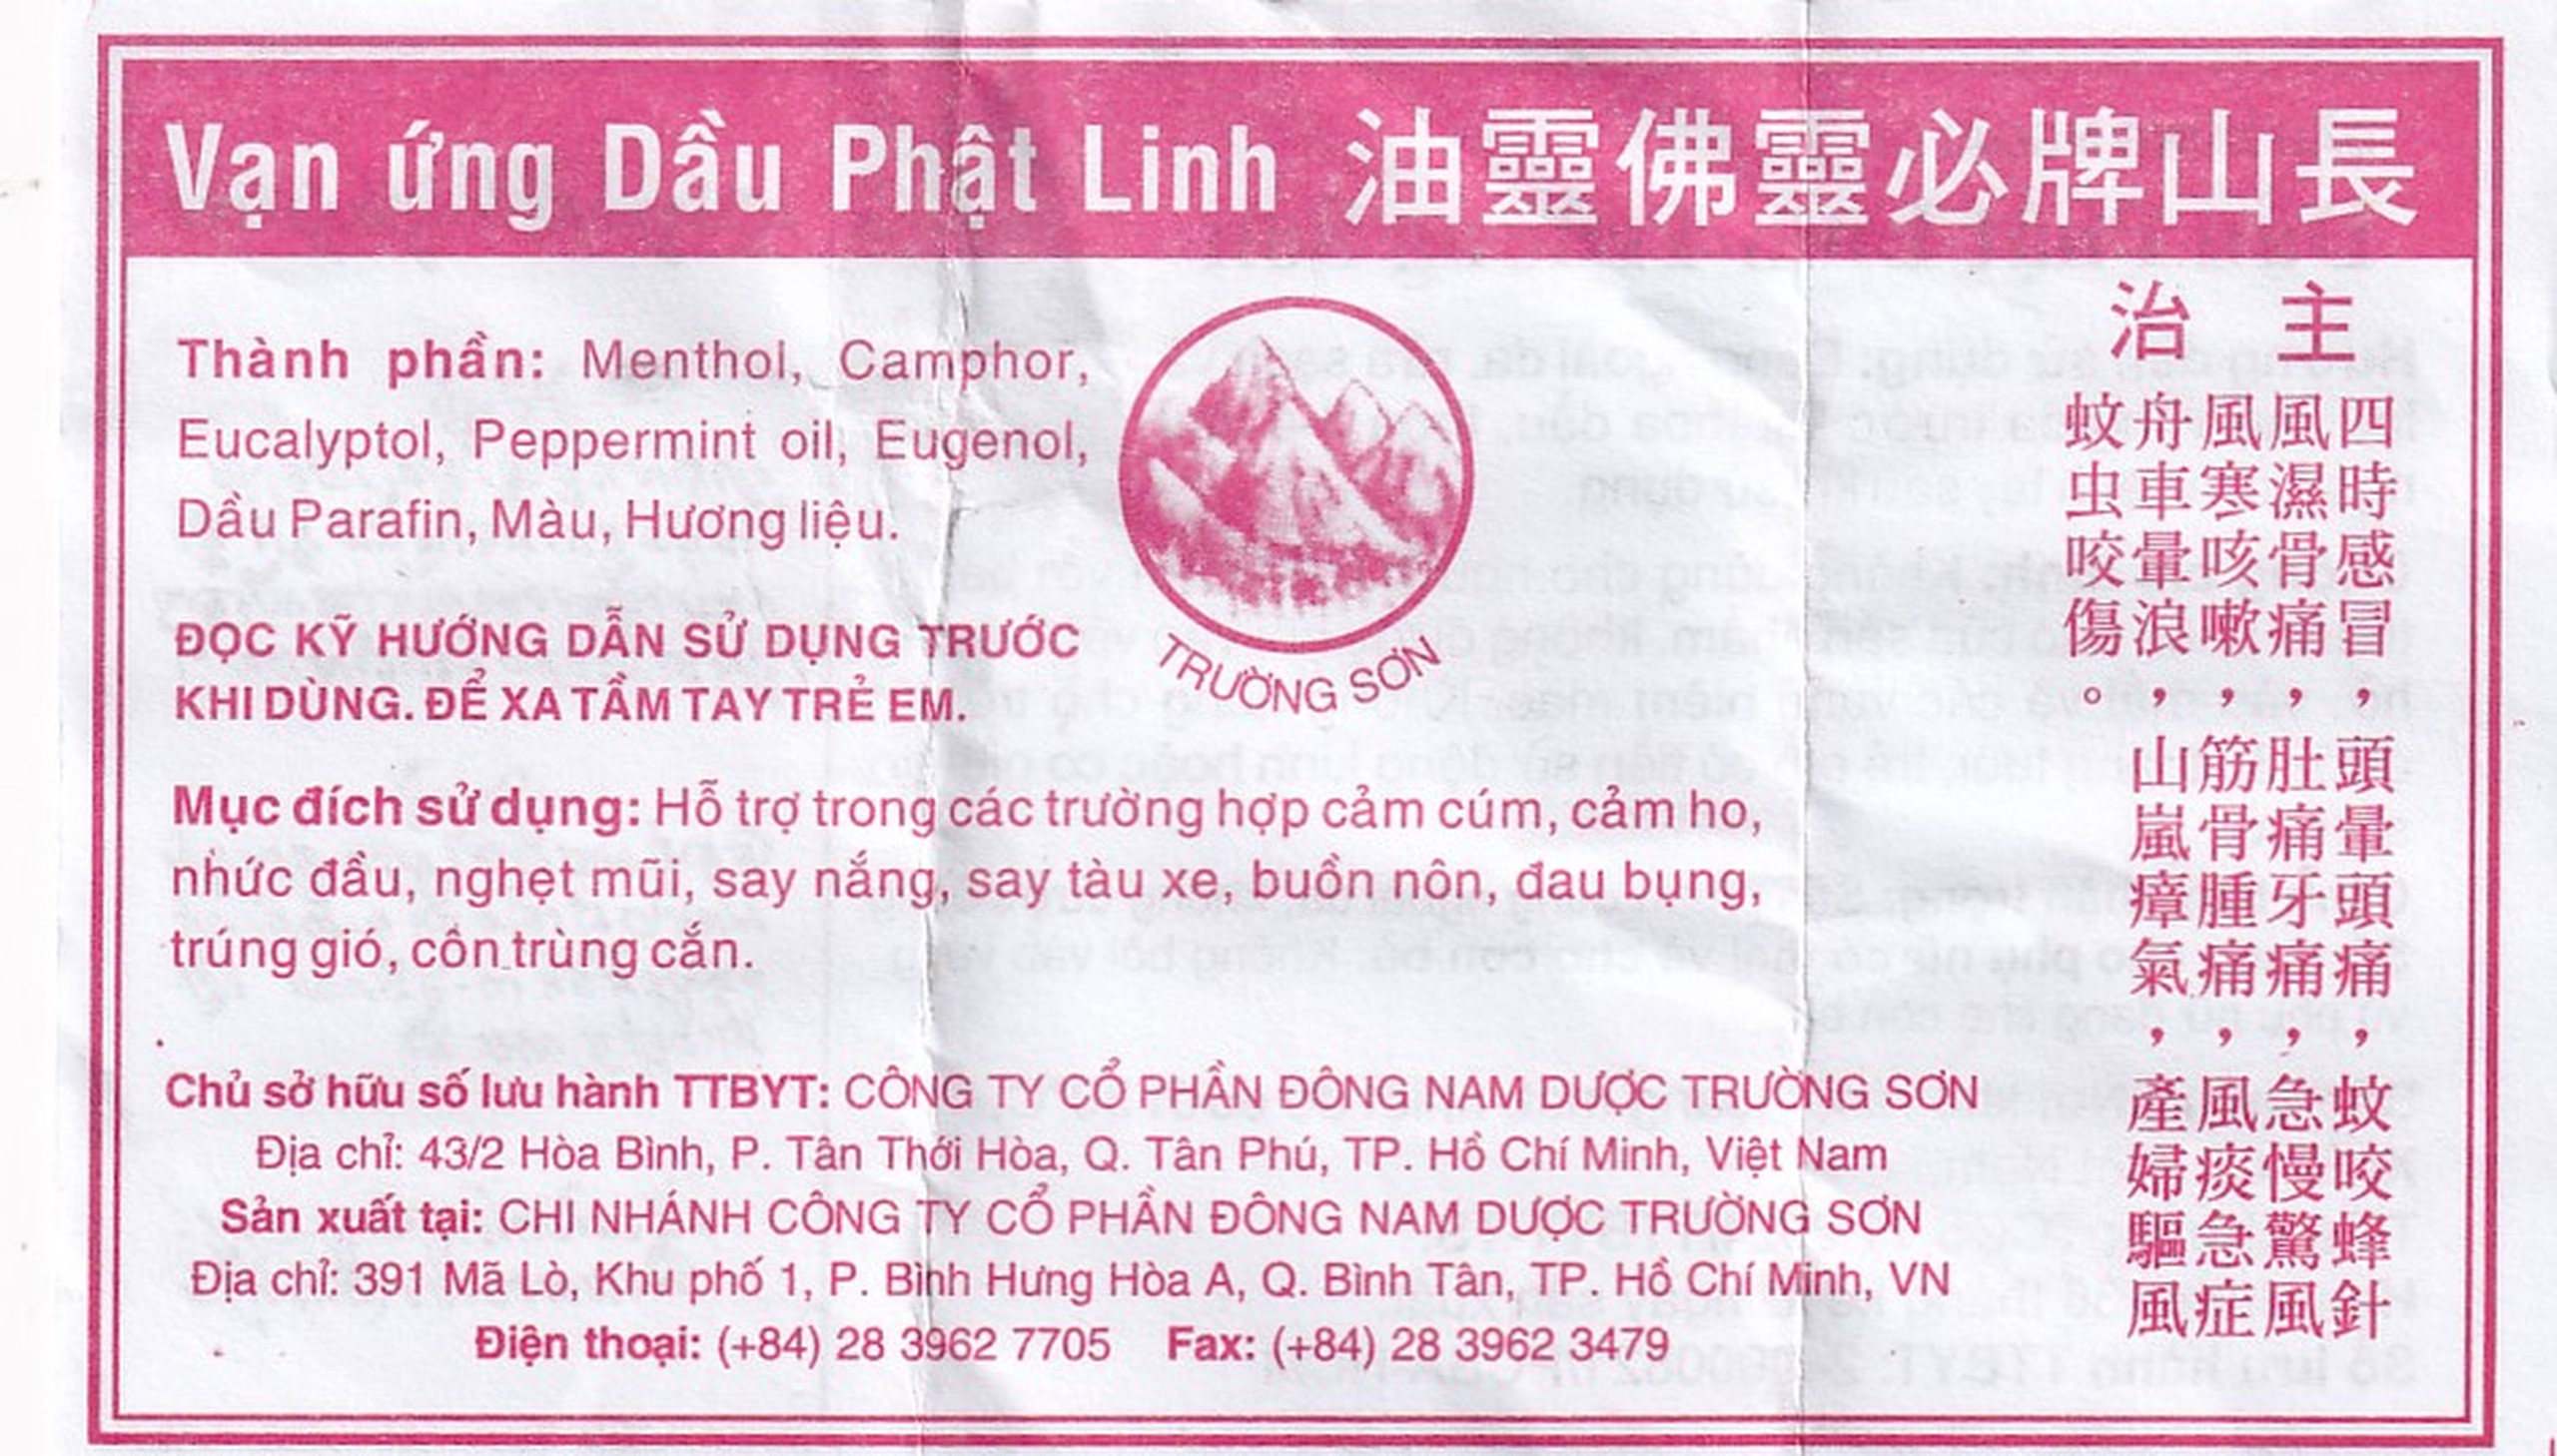 Vạn ứng Dầu Phật Linh
長山牌必靈佛靈油
Thành phần: Menthol, Camphor,
Eucalyptol, Peppermint oil, Eugenol,
Dầu Parafin, Màu, Hương liệu.
ĐỌC KỸ HƯỚNG DẪN SỬ DỤNG TRƯỚC
KHI DÙNG. ĐỂ XA TẦM TAY TRẺ EM.
TRƯỜNG SƠN
Mục đích sử dụng: Hỗ trợ trong các trường hợp cảm cúm, cảm ho,
nhức đầu, nghẹt mũi, say nắng, say tàu xe, buồn nôn, đau bụng,
trúng gió, côn trùng cắn.
Chủ sở hữu số lưu hành TTBYT: CÔNG TY CỔ PHẦN ĐÔNG NAM DƯỢC TRƯỜNG SƠN
Địa chỉ: 43/2 Hòa Bình, P. Tân Thới Hòa, Q. Tân Phú, TP. Hồ Chí Minh, Việt Nam
Sản xuất tại: CHI NHÁNH CÔNG TY CỔ PHẦN ĐÔNG NAM DƯỢC TRƯỜNG SƠN
Địa chỉ: 391 Mã Lò, Khu phố 1, P. Bình Hưng Hòa A, Q. Bình Tân, TP. Hồ Chí Minh, VN
Điện thoại: (+84) 28 3962 7705 Fax: (+84) 28 3962 3479
主治
四時感冒，頭暈頭痛，蚊咬蜂針
風濕骨痛，肚痛牙痛，急慢驚風
風寒咳嗽，筋骨腫痛，風痰急症
舟車暈浪，山嵐瘴氣，產婦驅風
蚊虫咬傷。